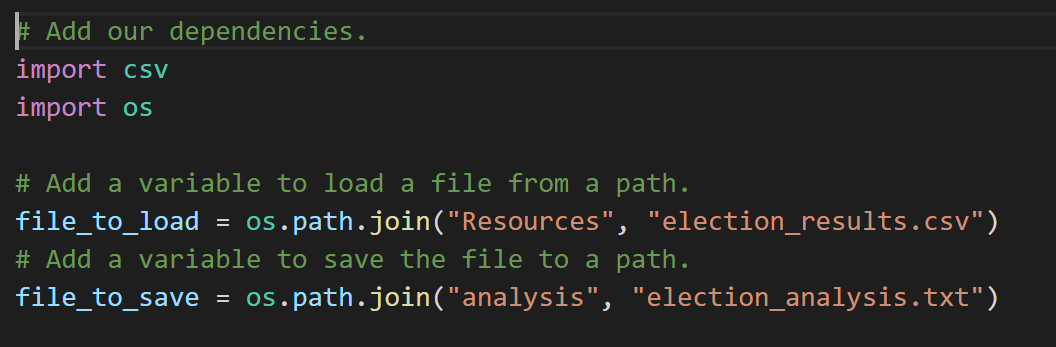 # Add our dependencies.
import csv
import os
# Add a variable to load a file from a path.
file_to_load = os.path.join("Resources", "election_results.csv")
# Add a variable to save the file to a path.
file_to_save = os.path.join("analysis", "election_analysis.txt")